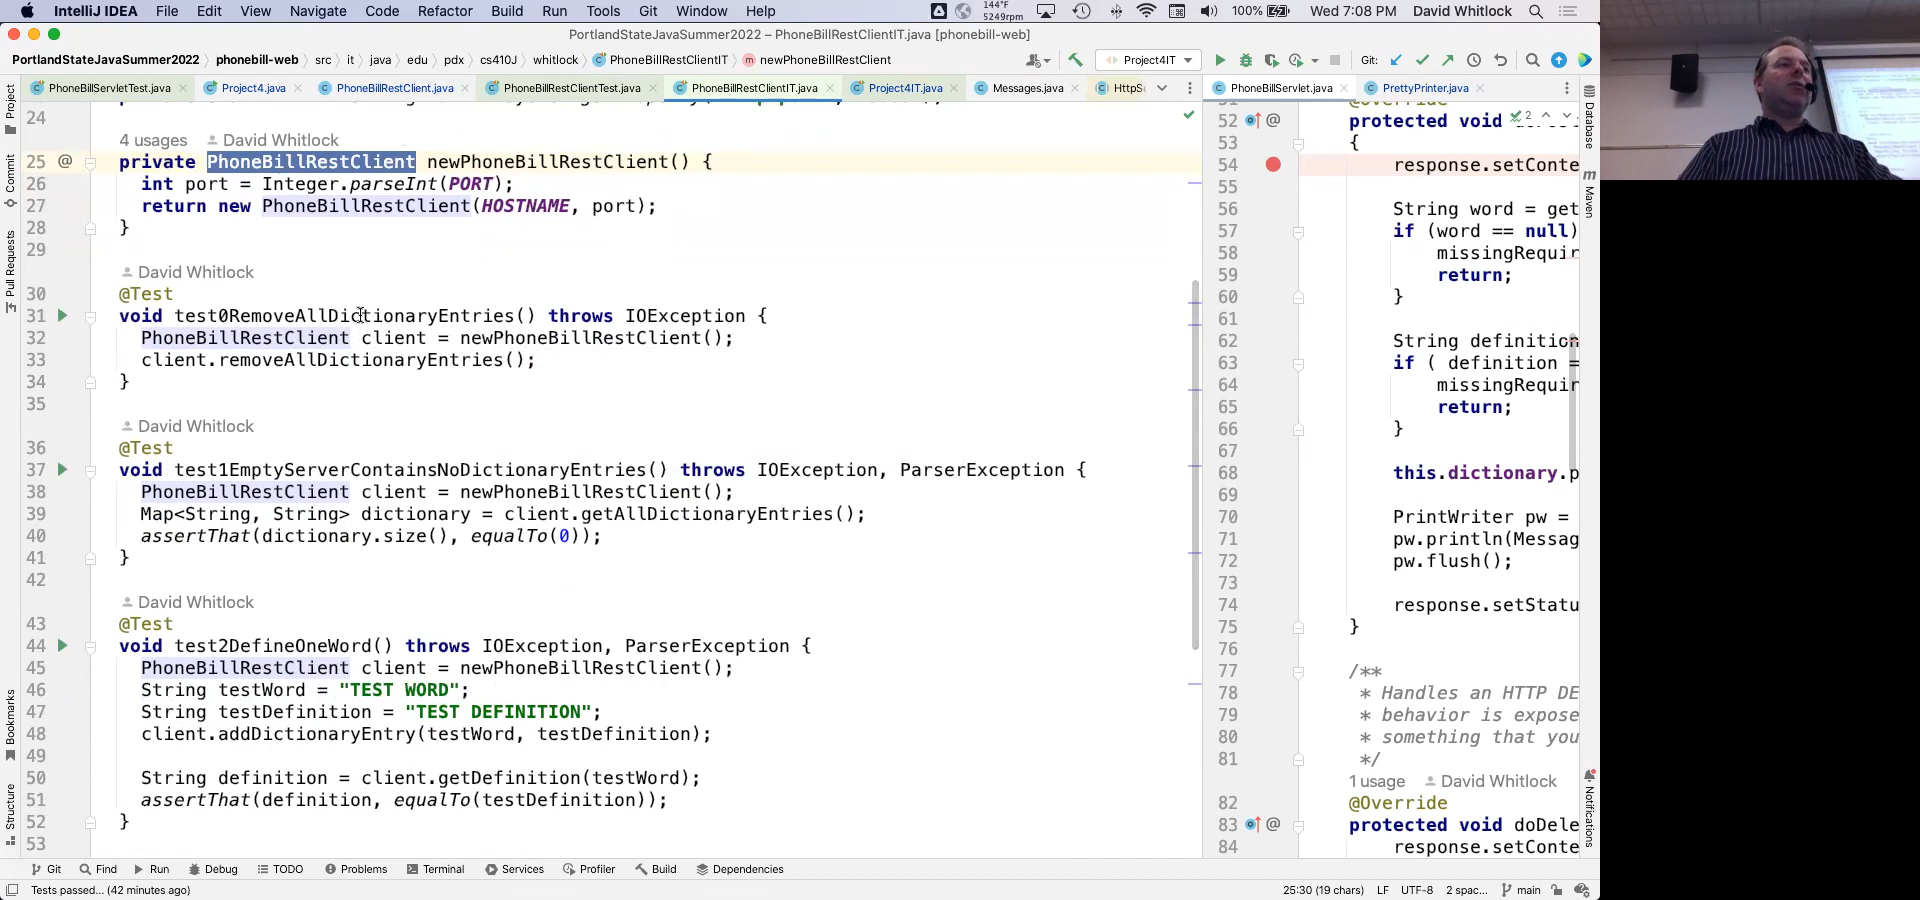 IntelliJ IDEA File Edit View Navigate Code Refactor Build Run Tools Git Window Help 144°F 5249rpm 100% Wed 7:08 PM David Whitlock
PortlandStateJavaSummer2022 – PhoneBillRestClientIT.java [phonebill-web]
PortlandStateJavaSummer2022 phonebill-web src it java edu pdx cs410J whitlock PhoneBillRestClientIT newPhoneBillRestClient Project4IT Git:
PhoneBillServletTest.java Project4.java PhoneBillRestClient.java PhoneBillRestClientTest.java PhoneBillRestClientIT.java Project4IT.java Messages.java HttpS
24
4 usages David Whitlock
25 @ private PhoneBillRestClient newPhoneBillRestClient() {
26 int port = Integer.parseInt(PORT);
27 return new PhoneBillRestClient(HOSTNAME, port);
28 }
29
David Whitlock
30 @Test
31 void test0RemoveAllDictionaryEntries() throws IOException {
32 PhoneBillRestClient client = newPhoneBillRestClient();
33 client.removeAllDictionaryEntries();
34 }
35
David Whitlock
36 @Test
37 void test1EmptyServerContainsNoDictionaryEntries() throws IOException, ParserException {
38 PhoneBillRestClient client = newPhoneBillRestClient();
39 Map<String, String> dictionary = client.getAllDictionaryEntries();
40 assertThat(dictionary.size(), equalTo(0));
41 }
42
David Whitlock
43 @Test
44 void test2DefineOneWord() throws IOException, ParserException {
45 PhoneBillRestClient client = newPhoneBillRestClient();
46 String testWord = "TEST WORD";
47 String testDefinition = "TEST DEFINITION";
48 client.addDictionaryEntry(testWord, testDefinition);
49
50 String definition = client.getDefinition(testWord);
51 assertThat(definition, equalTo(testDefinition));
52 }
53
PhoneBillServlet.java PrettyPrinter.java
52 @ protected void 2
53 {
54 response.setConte
55
56 String word = get
57 if (word == null)
58 missingRequir
59 return;
60 }
61
62 String definition
63 if ( definition =
64 missingRequir
65 return;
66 }
67
68 this.dictionary.p
69
70 PrintWriter pw =
71 pw.println(Messag
72 pw.flush();
73
74 response.setStatu
75 }
76
77 /**
78 * Handles an HTTP DE
79 * behavior is expose
80 * something that you
81 */
1 usage David Whitlock
82 @Override
83 @ protected void doDele
84 response.setConte
Project
Commit
Pull Requests
Bookmarks
Structure
Database
Maven
Notifications
Git Find Run Debug TODO Problems Terminal Services Profiler Build Dependencies
Tests passed... (42 minutes ago) 25:30 (19 chars) LF UTF-8 2 spac... main